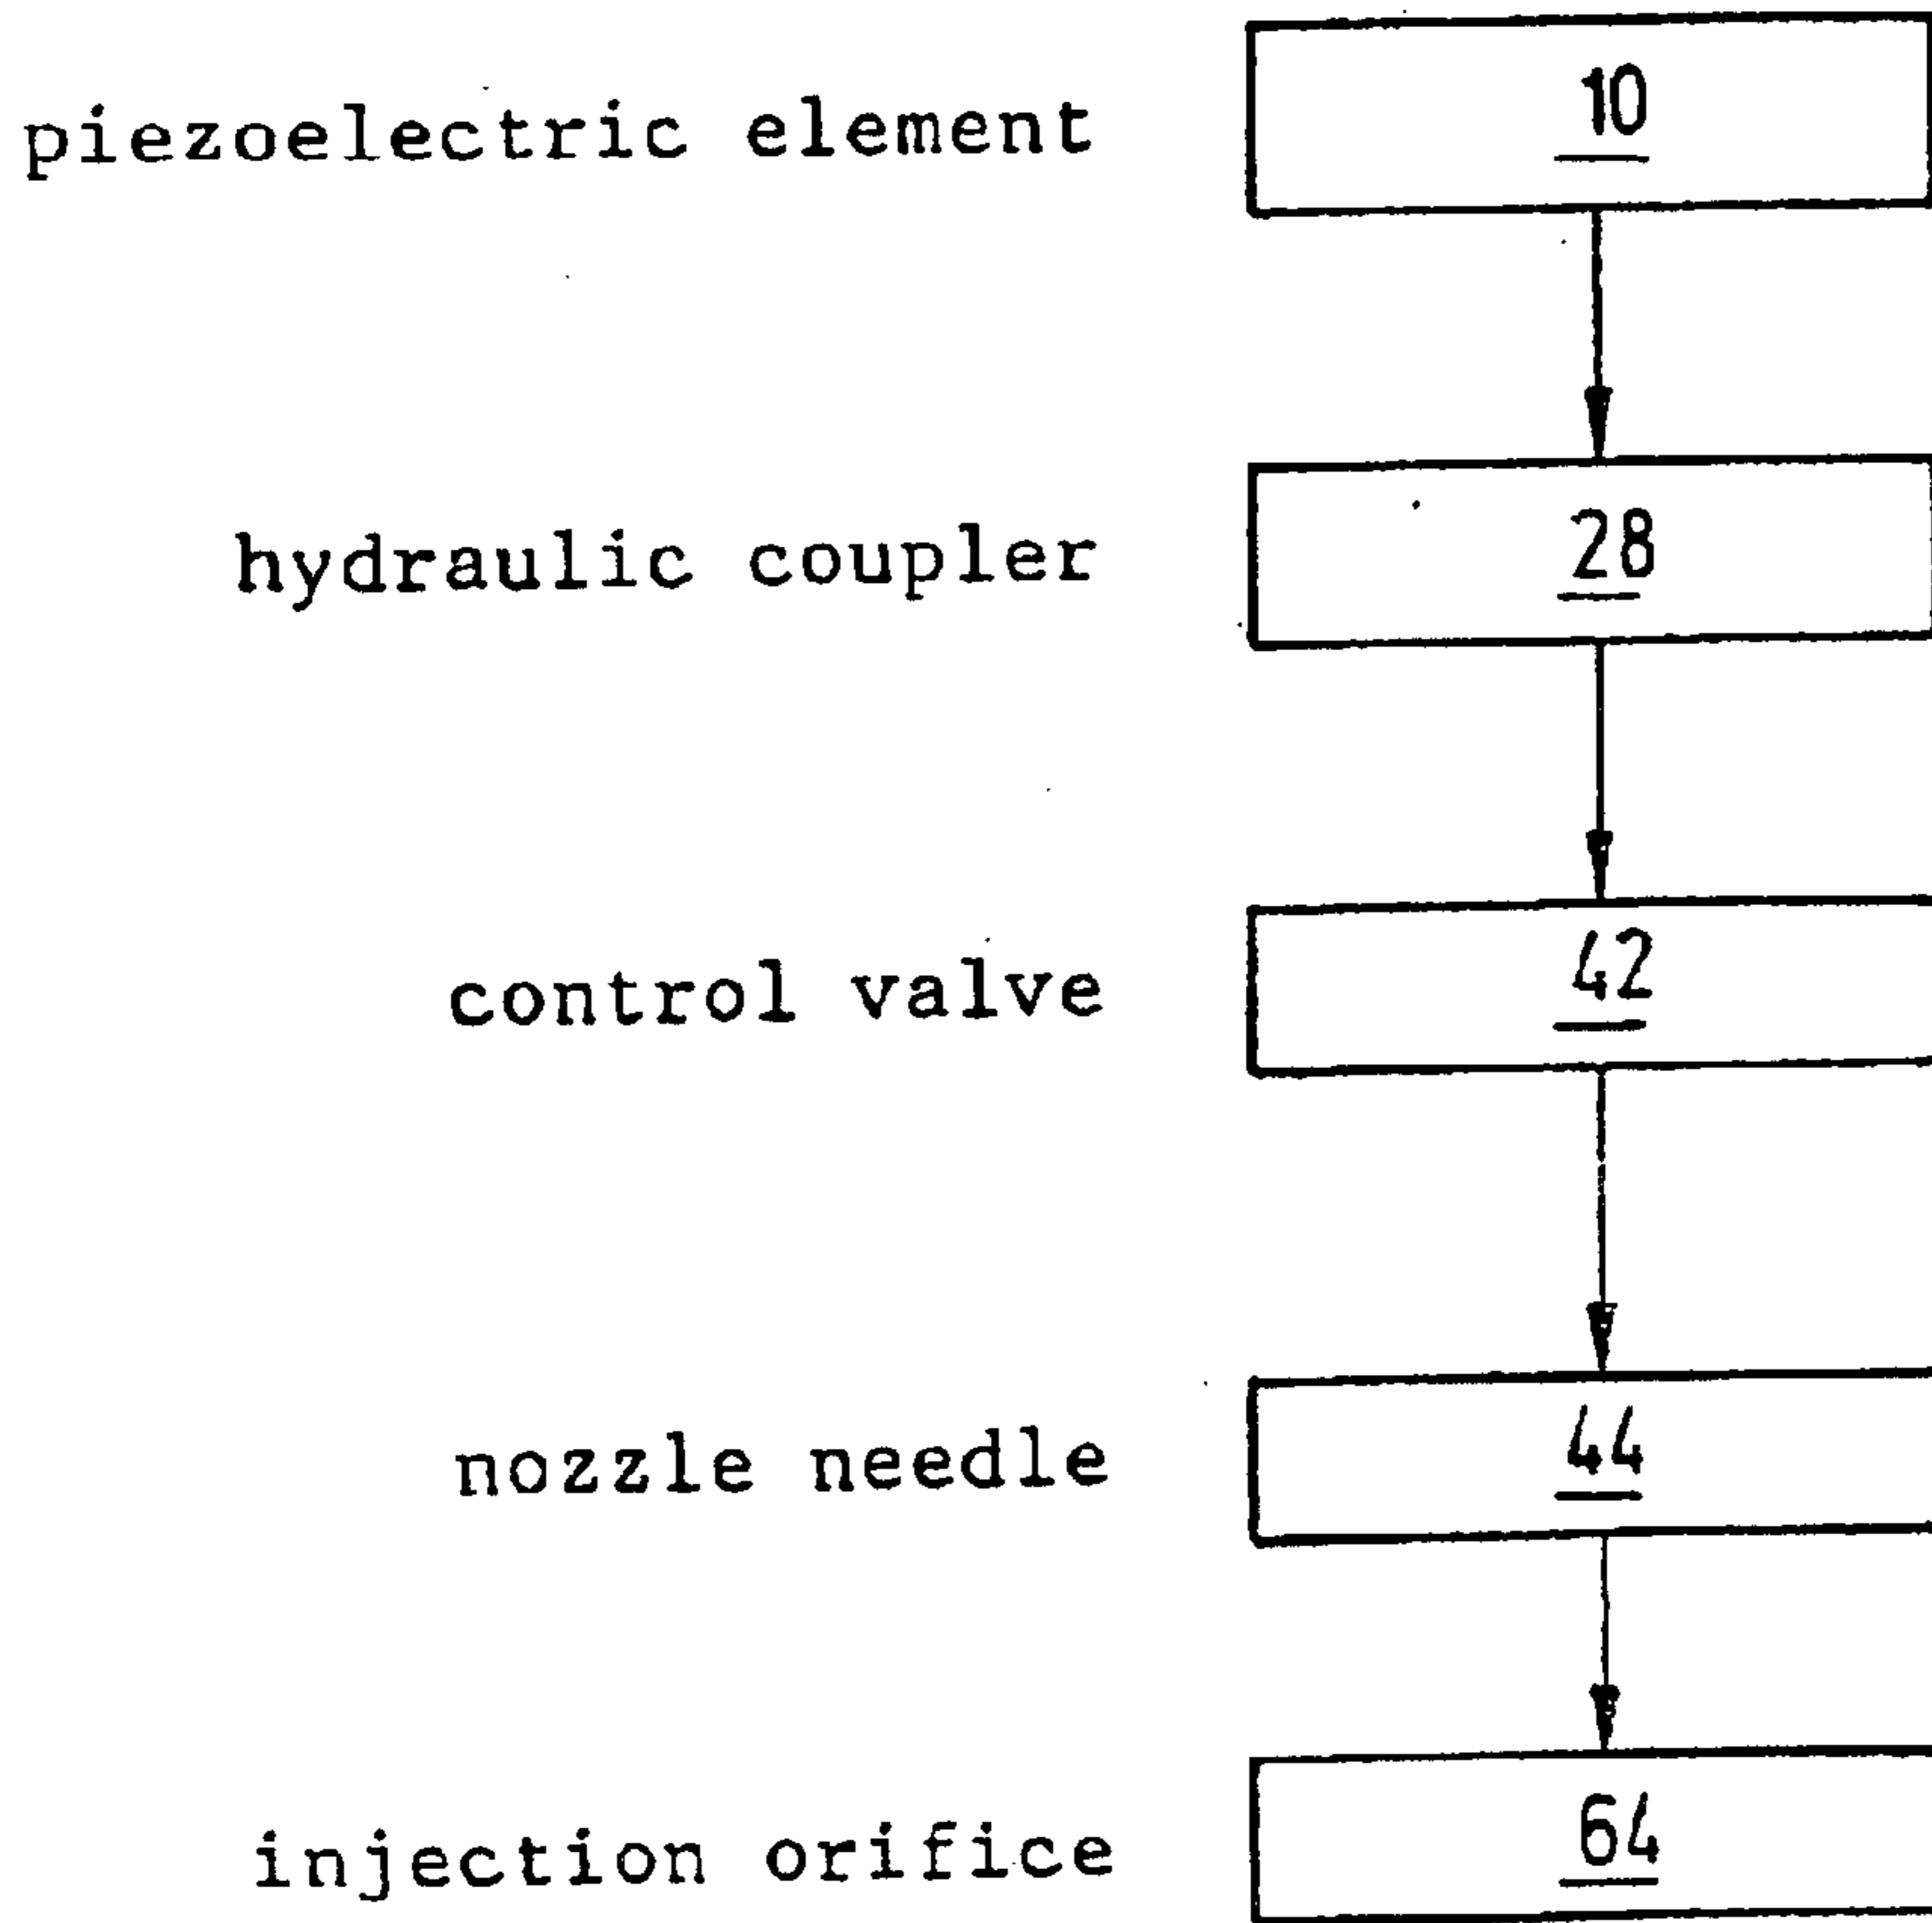 piezoelectric element 10
hydraulic coupler 28
control valve 42
nozzle needle 44
injection orifice 64